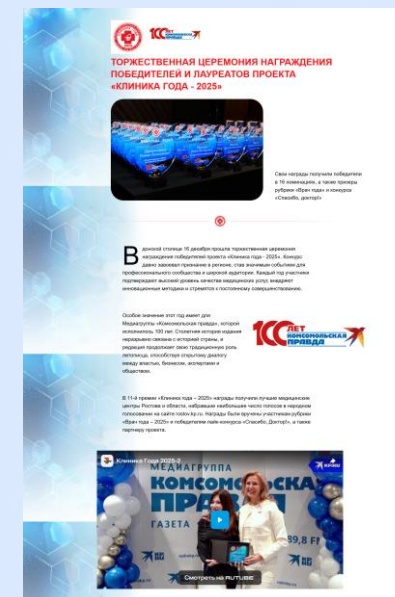 100 ЛЕТ
КОМСОМОЛЬСКАЯ ПРАВДА
ТОРЖЕСТВЕННАЯ ЦЕРЕМОНИЯ НАГРАЖДЕНИЯ
ПОБЕДИТЕЛЕЙ И ЛАУРЕАТОВ ПРОЕКТА
«КЛИНИКА ГОДА - 2025»
Свои награды получили победители
в 16 номинациях, а также призеры
рубрики «Врач года» и конкурса
«Спасибо, доктор!»
В донской столице 16 декабря прошла торжественная церемония
награждения победителей проекта «Клиника года - 2025». Конкурс
давно завоевал признание в регионе, став значимым событием для
профессионального сообщества и широкой аудитории. Каждый год участники
подтверждают высокий уровень качества медицинских услуг, внедряют
инновационные методики и стремятся к постоянному совершенствованию.
Особое значение этот год имеет для
Медиагруппы «Комсомольская правда», которой
исполнилось 100 лет. Столетняя история издания
неразрывно связана с историей страны, и
редакция продолжает свою традиционную роль
летописца, способствуя открытому диалогу
между властью, бизнесом, экспертами и
обществом.
100 ЛЕТ
КОМСОМОЛЬСКАЯ
ПРАВДА
В 11-й премии «Клиника года – 2025» награды получили лучшие медицинские
центры Ростова и области, набравшие наибольшее число голосов в народном
голосовании на сайте rostov.kp.ru. Награды были вручены участникам рубрики
«Врач года – 2025» и победителям лайк-конкурса «Спасибо, Доктор!», а также
партнеру проекта.
Клиника Года 2025-2
МЕДИАГРУППА
КОМСОМОЛЬСКА
ПРАВДА
ГАЗЕТА
89,8 FM
Смотреть на RUTUBE